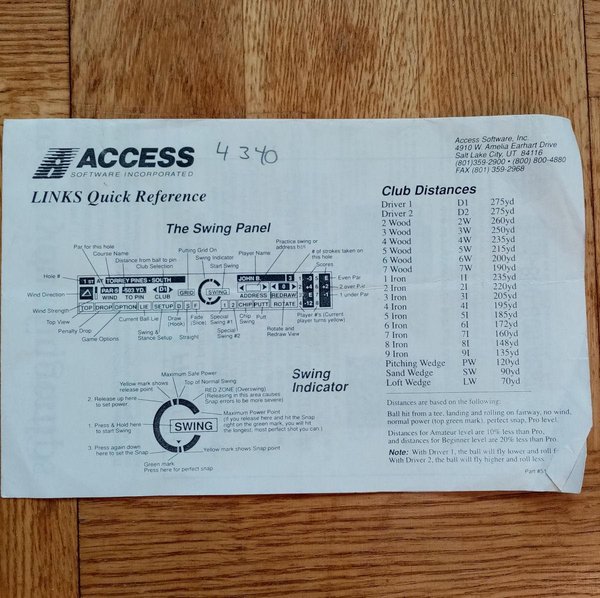 ACCESS
SOFTWARE INCORPORATED
4 340
Access Software, Inc.
4910 W. Amelia Earhart Drive
Salt Lake City, UT 84116
(801)359-2900 • (800) 800-4880
FAX (801) 359-2968
LINKS Quick Reference
The Swing Panel
Par for this hole
Course Name
Distance from ball to pin
Club Selection
Putting Grid On
Swing Indicator
Start Swing
Player Name
Practice swing or
address ball
# of strokes taken on
this hole
Scores
Hole #
Wind Direction
Wind Strength
Top View
Penalty Drop
Game Options
Current Ball Lie
Swing &
Stance Setup
Draw
(Hook)
Straight
Fade
(Slice)
Special
Swing #1
Special
Swing #2
Chip
Swing
Putt
Rotate and
Redraw View
Player #'s (Current
player turns yellow)
Even Par
2 over Par
1 under Par
1 ST AT TORREY PINES - SOUTH
PAR 5 503 YD. D1
WIND TO PIN CLUB
GRID
SWING
JOHN B. 3
0
ADDRESS REDRAW
TOP DROP OPTION LIE SETUP D S F 1 2 CHIP PUTT ROTATE
Swing
Indicator
Maximum Safe Power
Yellow mark shows
release point
Top of Normal Swing
RED ZONE (Overswing)
(Releasing in this area causes
Snap errors to be more severe)
2. Release up here
to set power.
Maximum Power Point
(If you release here and hit the Snap
right on the green mark, you will hit
the longest, most perfect shot you can.)
1. Press & Hold here
to start Swing
SWING
3. Press again down
here to set the Snap
Yellow mark shows Snap point
Green mark
Press here for perfect snap
Club Distances
Driver 1 D1 275yd
Driver 2 D2 275yd
2 Wood 2W 260yd
3 Wood 3W 250yd
4 Wood 4W 235yd
5 Wood 5W 215yd
6 Wood 6W 200yd
7 Wood 7W 190yd
1 Iron 1I 235yd
2 Iron 2I 220yd
3 Iron 3I 205yd
4 Iron 4I 195yd
5 Iron 5I 185yd
6 Iron 6I 172yd
7 Iron 7I 160yd
8 Iron 8I 148yd
9 Iron 9I 135yd
Pitching Wedge PW 120yd
Sand Wedge SW 90yd
Loft Wedge LW 70yd
Distances are based on the following:
Ball hit from a tee, landing and rolling on fairway, no wind,
normal power (top green mark), perfect snap, Pro level.
Distances for Amateur level are 10% less than Pro,
and distances for Beginner level are 20% less than Pro.
Note: With Driver 1, the ball will fly lower and roll
With Driver 2, the ball will fly higher and roll less.
Part #51